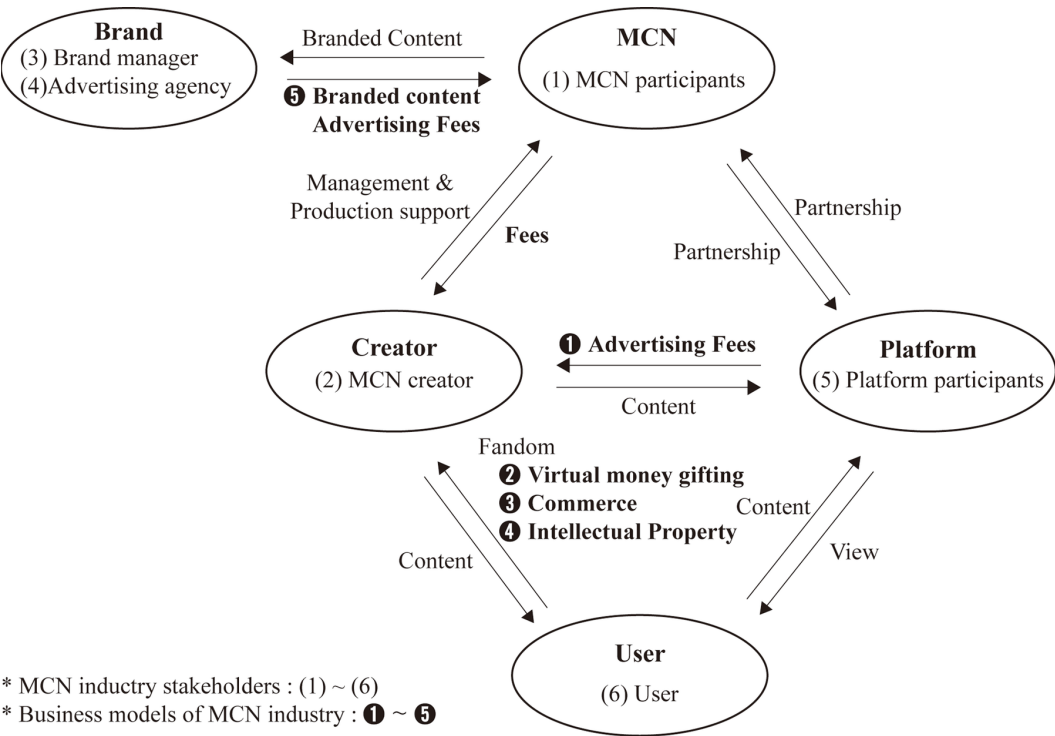 Brand
(3) Brand manager
(4)Advertising agency
Branded Content
❺ Branded content
Advertising Fees
MCN
(1) MCN participants
Management &
Production support
Fees
Partnership
Partnership
Creator
(2) MCN creator
❶ Advertising Fees
Content
Platform
(5) Platform participants
Fandom
❷ Virtual money gifting
❸ Commerce
❹ Intellectual Property
Content
Content
View
User
(6) User
* MCN industry stakeholders : (1) ~ (6)
* Business models of MCN industry : ❶ ~ ❺